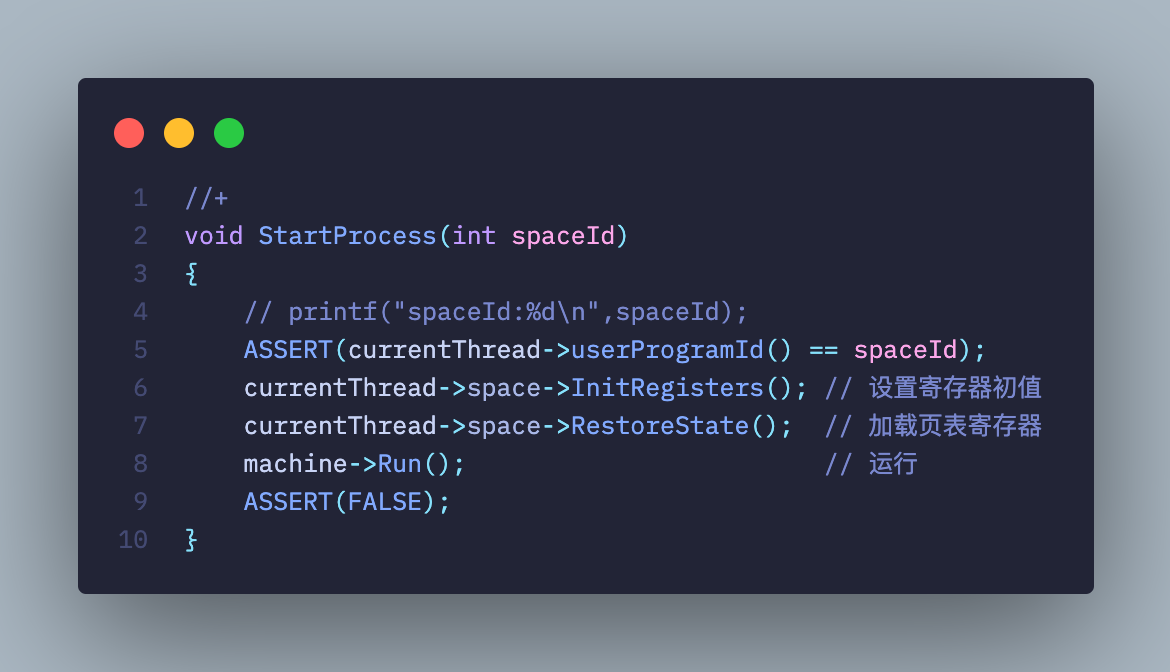 1 //+
2 void StartProcess(int spaceId)
3 {
4     // printf("spaceId:%d\n",spaceId);
5     ASSERT(currentThread->userProgramId() == spaceId);
6     currentThread->space->InitRegisters(); // 设置寄存器初值
7     currentThread->space->RestoreState();  // 加载页表寄存器
8     machine->Run();                        // 运行
9     ASSERT(FALSE);
10 }